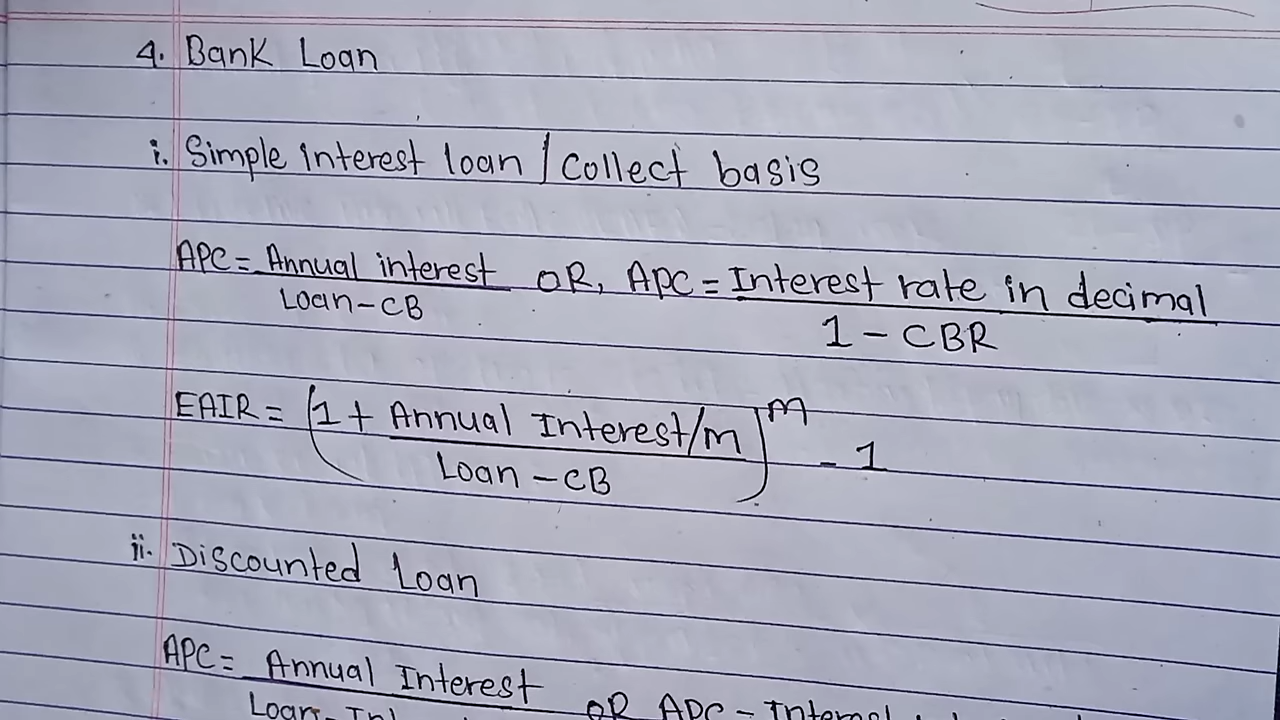 4. Bank Loan
i. Simple interest loan / collect basis
APC = Annual interest / Loan - CB OR, APC = Interest rate in decimal / 1 - CBR
EAIR = (1 + Annual Interest/m / Loan - CB)^m - 1
ii. Discounted Loan
APC = Annual Interest / Loan - OR APC =